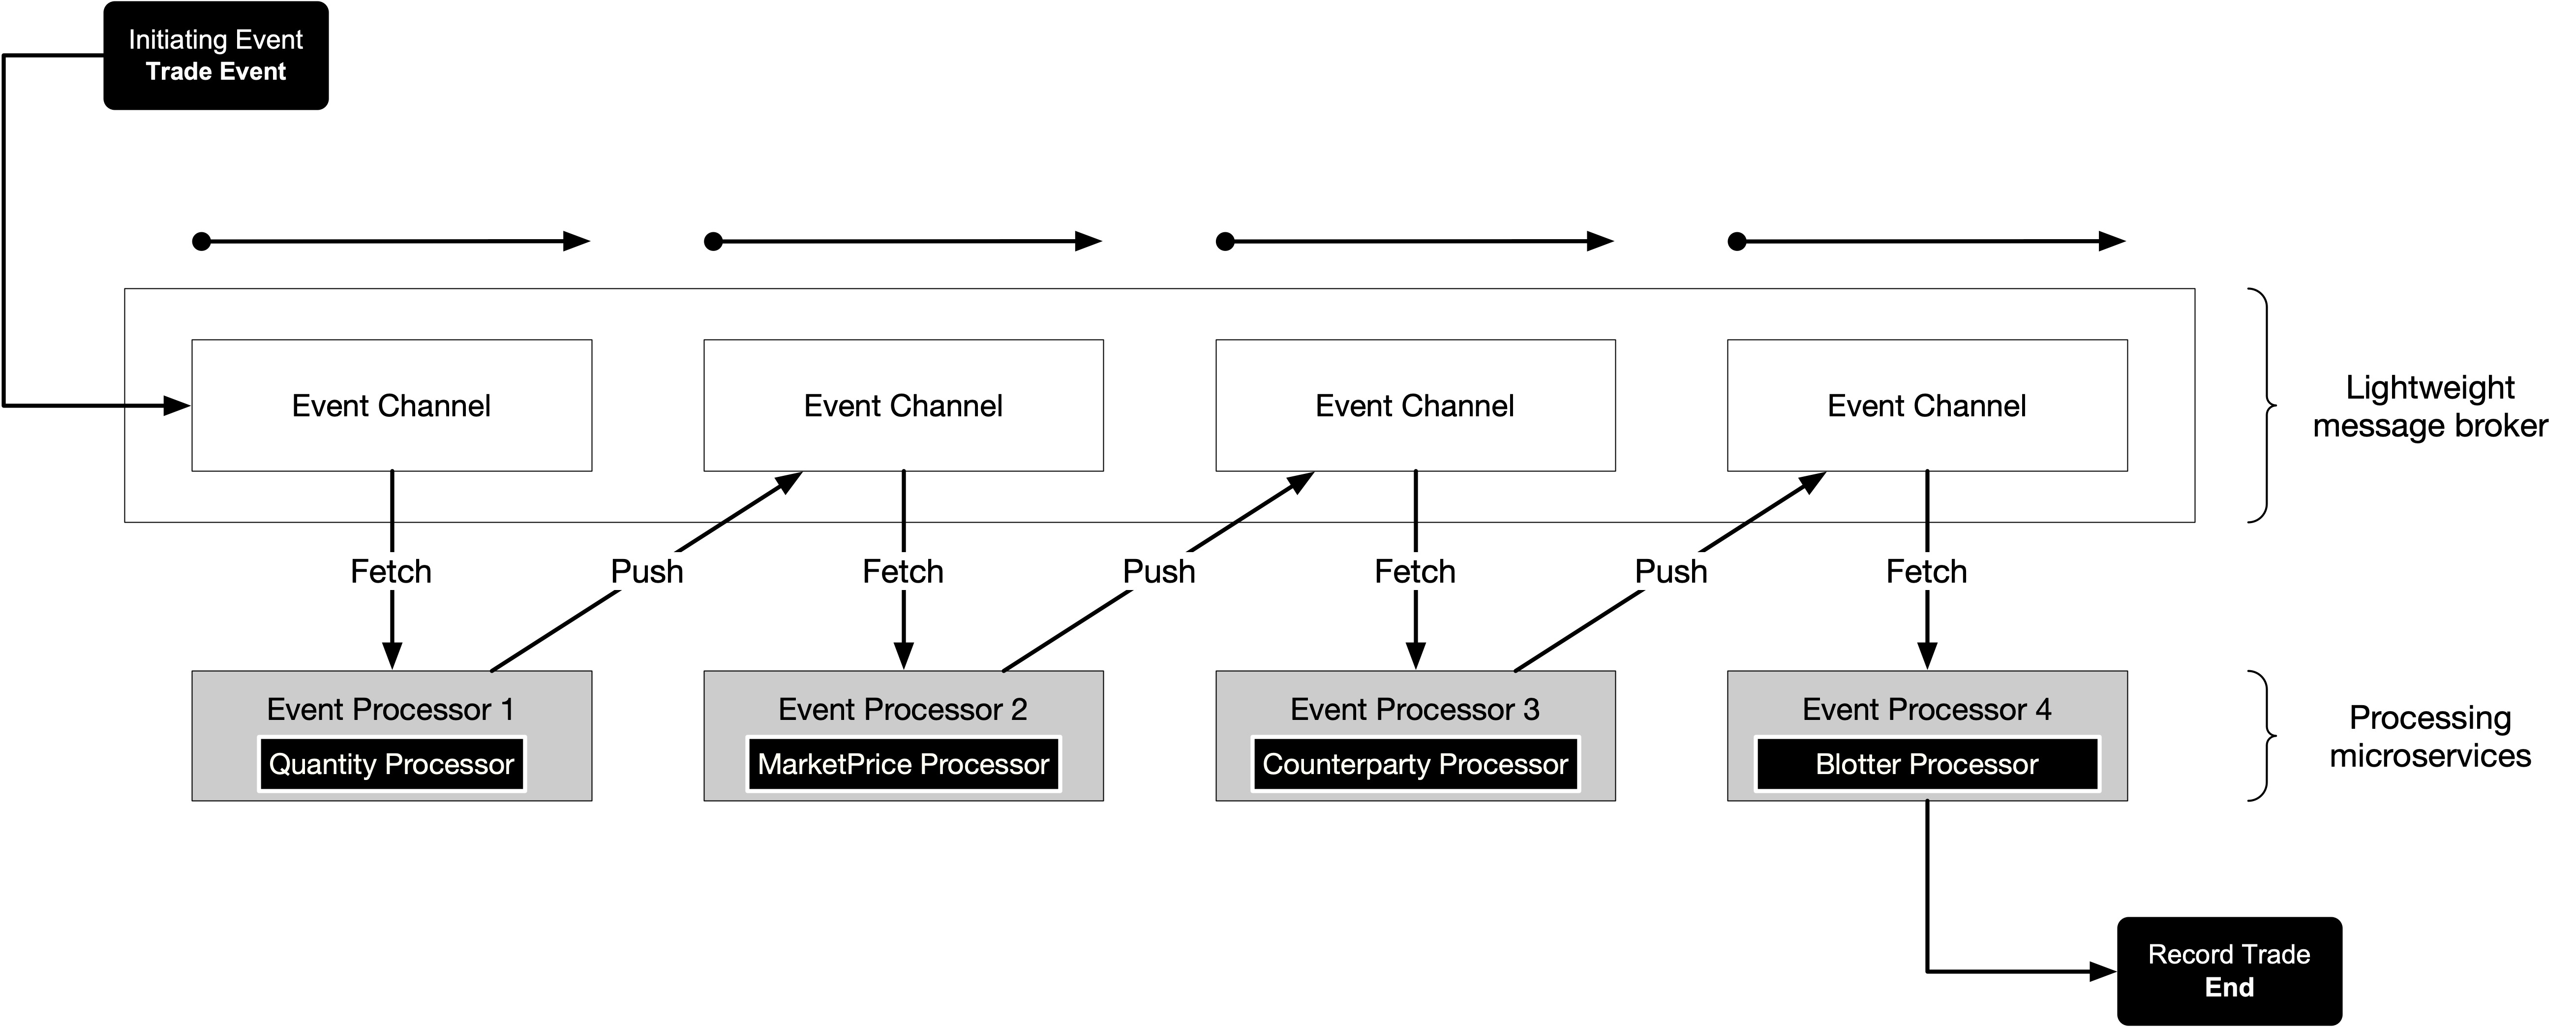 Initiating Event
Trade Event
Event Channel
Event Channel
Event Channel
Event Channel
Lightweight
message broker
Fetch
Push
Fetch
Push
Fetch
Push
Fetch
Event Processor 1
Quantity Processor
Event Processor 2
MarketPrice Processor
Event Processor 3
Counterparty Processor
Event Processor 4
Blotter Processor
Processing
microservices
Record Trade
End